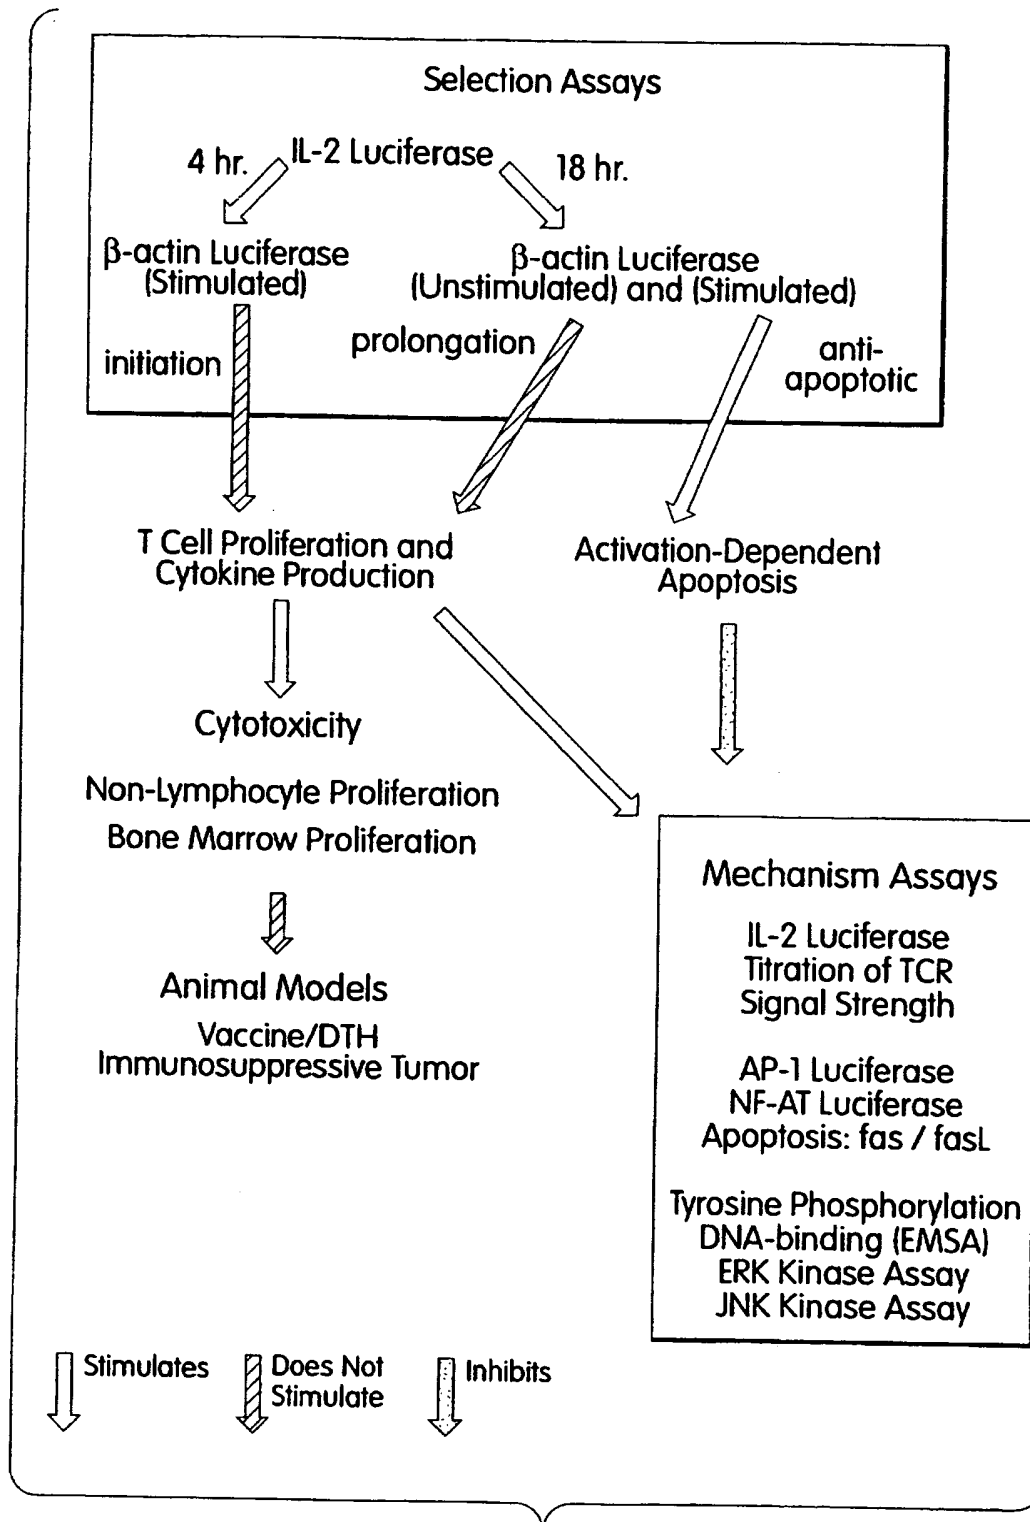 Selection Assays
4 hr.
IL-2 Luciferase
18 hr.
β-actin Luciferase
(Stimulated)
β-actin Luciferase
(Unstimulated) and (Stimulated)
initiation
prolongation
anti-
apoptotic
T Cell Proliferation and
Cytokine Production
Activation-Dependent
Apoptosis
Cytotoxicity
Non-Lymphocyte Proliferation
Bone Marrow Proliferation
Animal Models
Vaccine/DTH
Immunosuppressive Tumor
Mechanism Assays
IL-2 Luciferase
Titration of TCR
Signal Strength
AP-1 Luciferase
NF-AT Luciferase
Apoptosis: fas / fasL
Tyrosine Phosphorylation
DNA-binding (EMSA)
ERK Kinase Assay
JNK Kinase Assay
Stimulates
Does Not
Stimulate
Inhibits